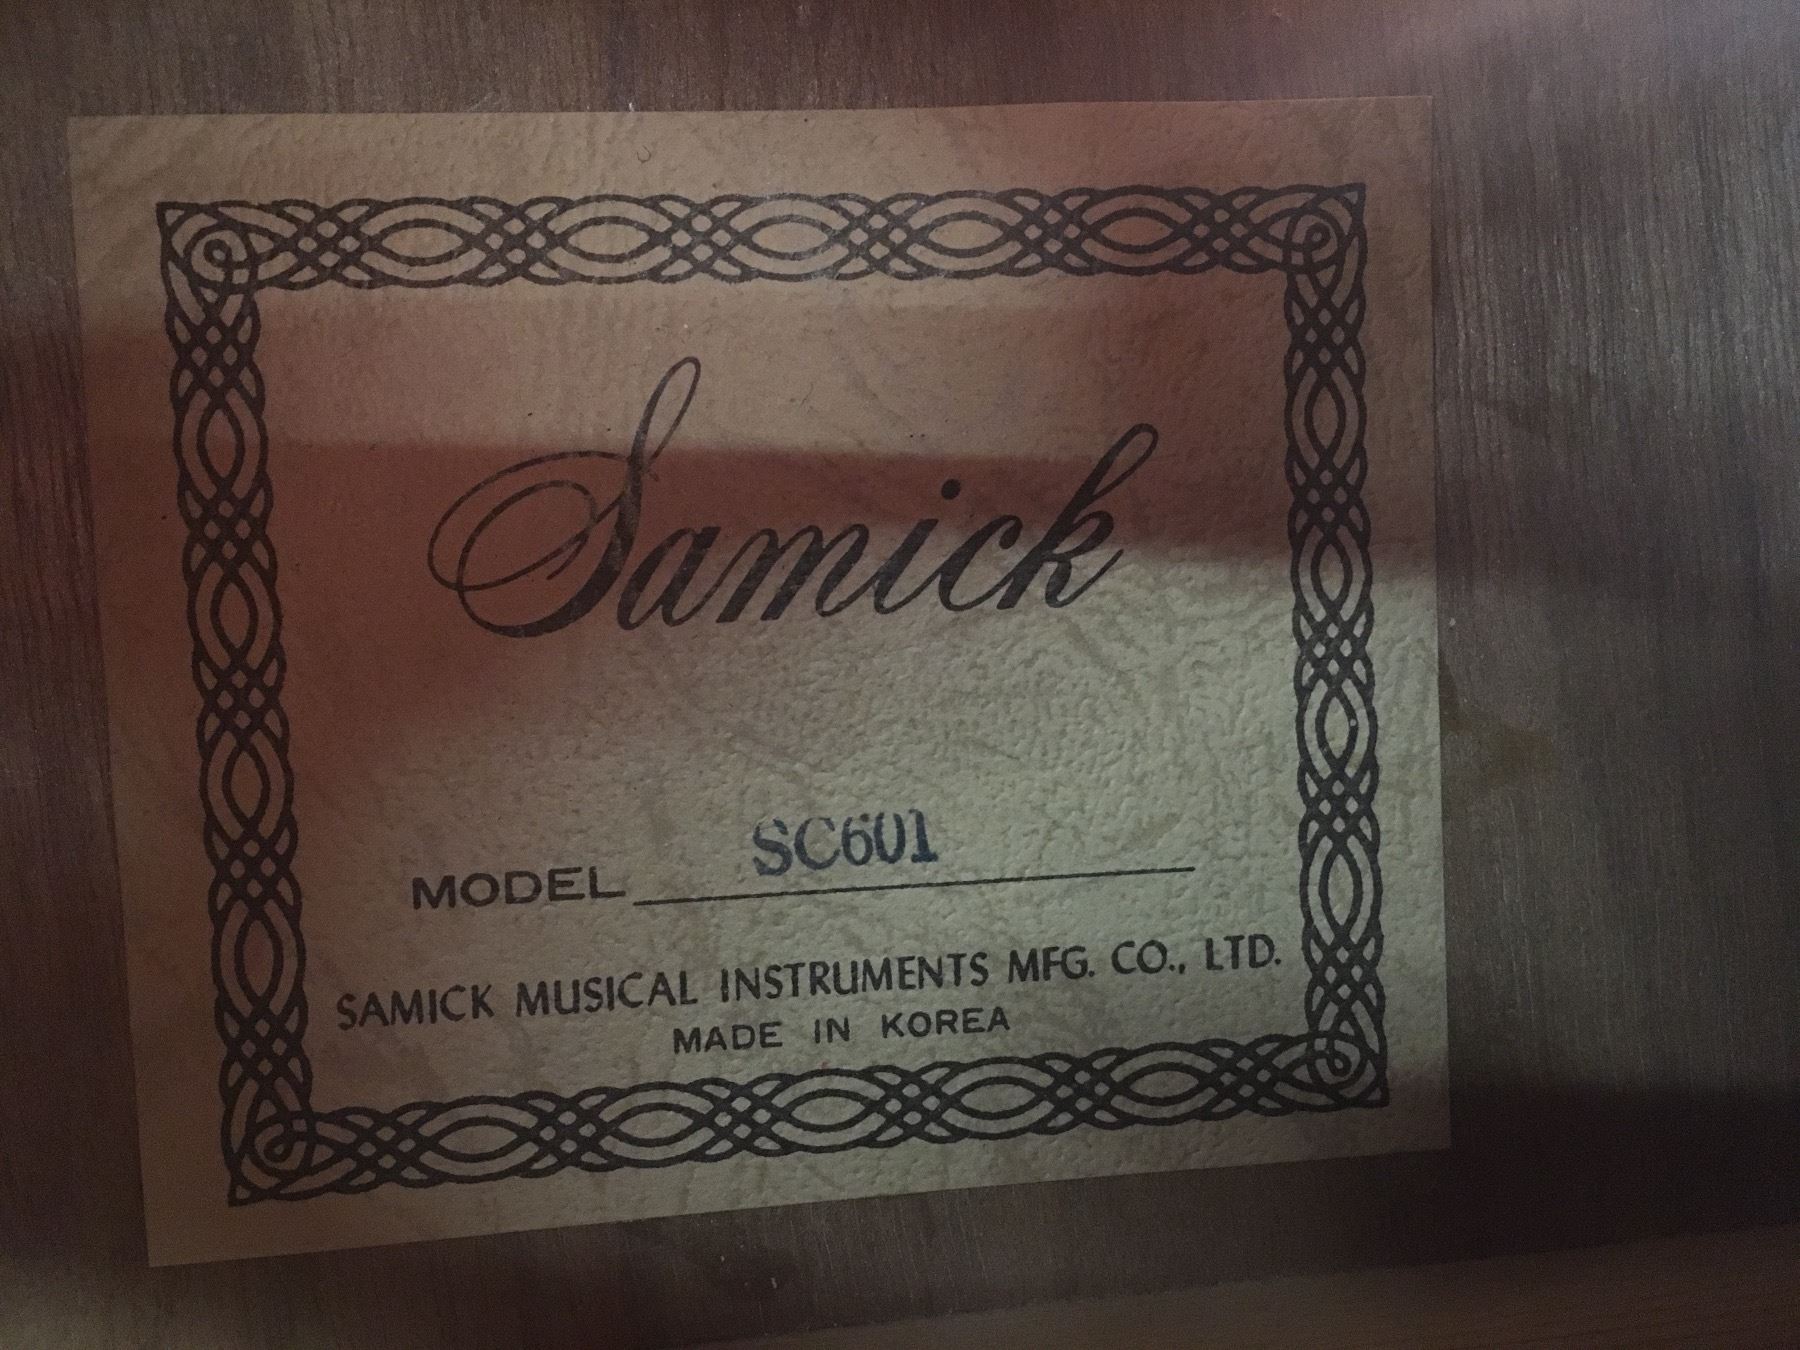 Samick
MODEL SC601
SAMICK MUSICAL INSTRUMENTS MFG. CO., LTD.
MADE IN KOREA